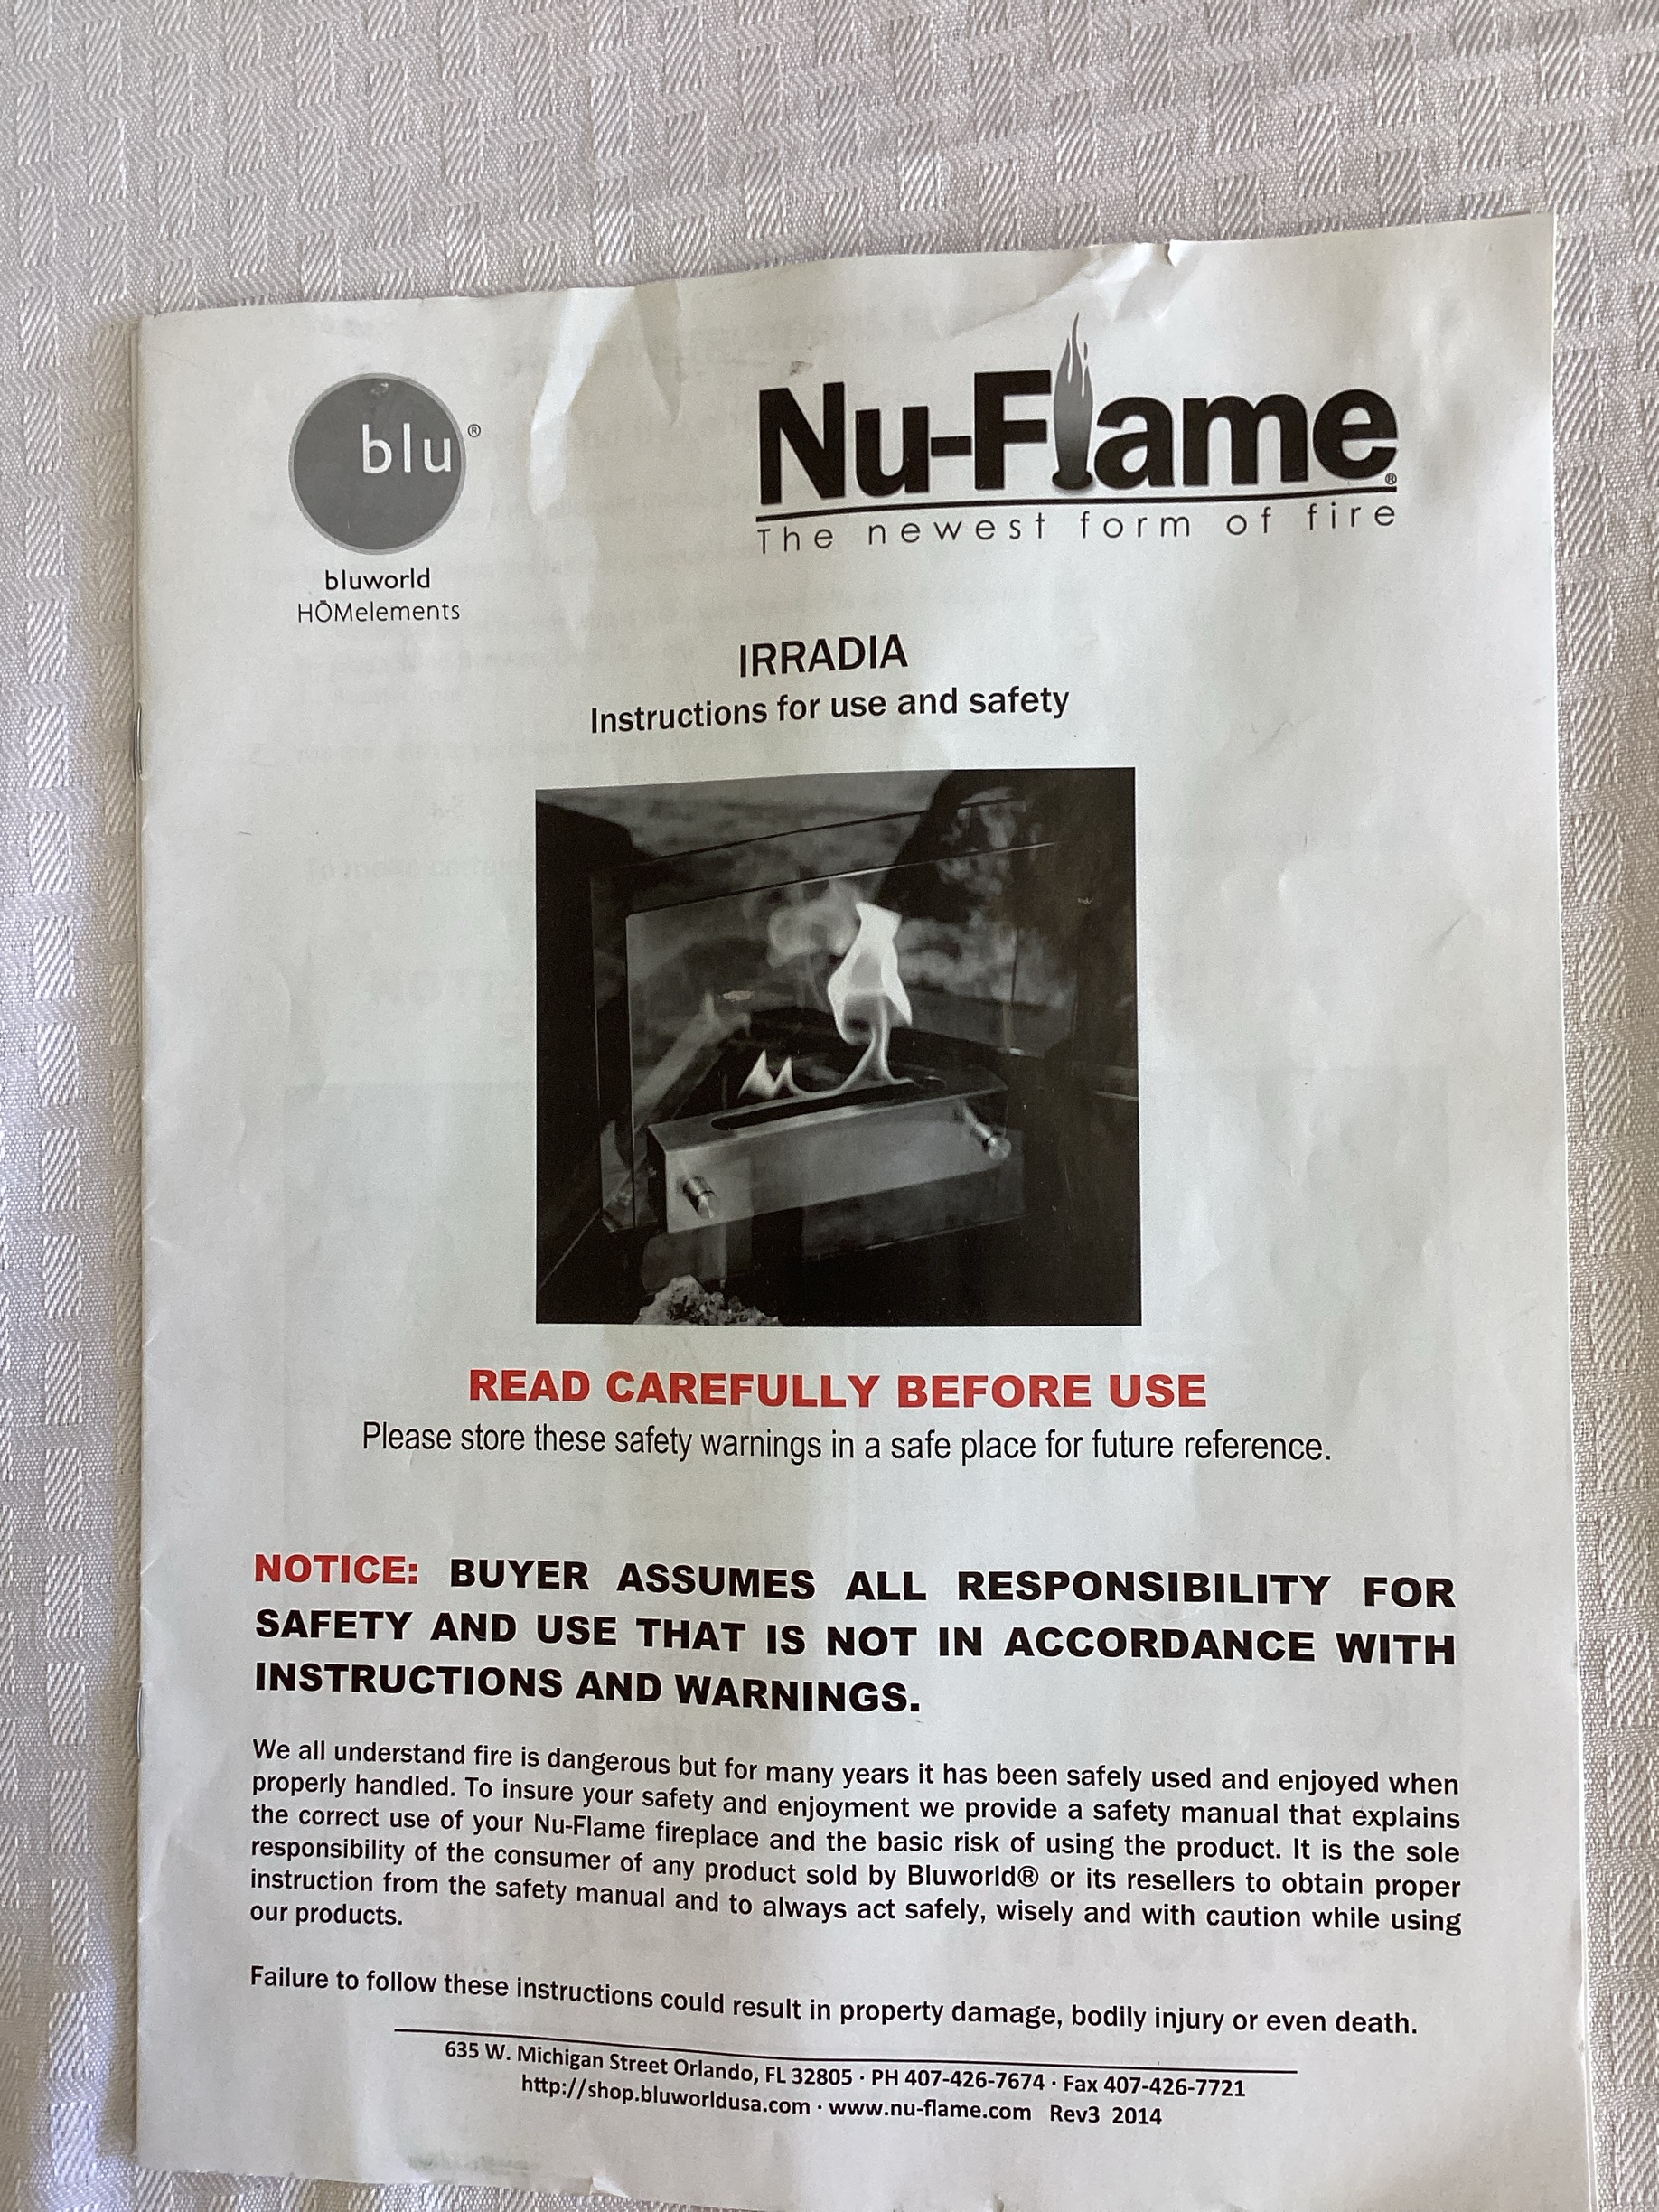 blu®
bluworld
HŌMelements
Nu-Flame®
The newest form of fire
IRRADIA
Instructions for use and safety
READ CAREFULLY BEFORE USE
Please store these safety warnings in a safe place for future reference.
NOTICE: BUYER ASSUMES ALL RESPONSIBILITY FOR
SAFETY AND USE THAT IS NOT IN ACCORDANCE WITH
INSTRUCTIONS AND WARNINGS.
We all understand fire is dangerous but for many years it has been safely used and enjoyed when
properly handled. To insure your safety and enjoyment we provide a safety manual that explains
the correct use of your Nu-Flame fireplace and the basic risk of using the product. It is the sole
responsibility of the consumer of any product sold by Bluworld® or its resellers to obtain proper
instruction from the safety manual and to always act safely, wisely and with caution while using
our products.
Failure to follow these instructions could result in property damage, bodily injury or even death.
635 W. Michigan Street Orlando, FL 32805 · PH 407-426-7674 · Fax 407-426-7721
http://shop.bluworldusa.com · www.nu-flame.com Rev3 2014